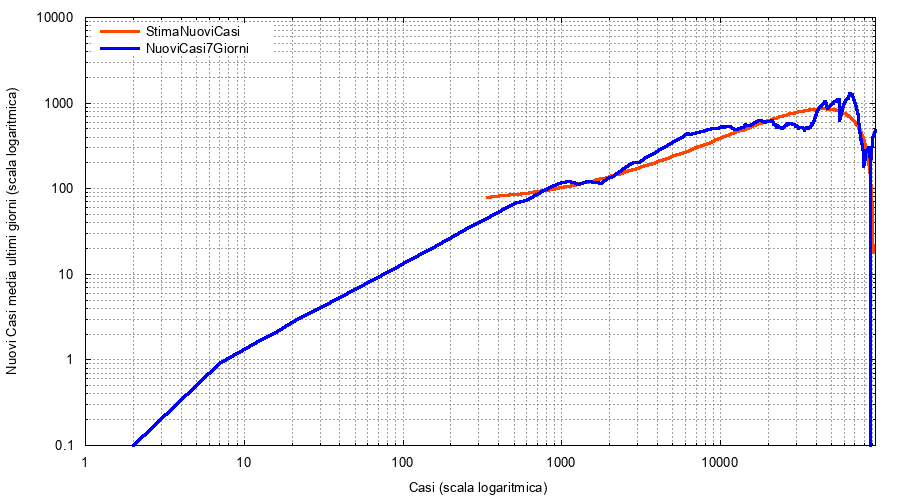 10000
1000
100
10
1
0.1
1
10
100
1000
10000
StimaNuoviCasi
NuoviCasi7Giorni
Nuovi Casi media ultimi giorni (scala logaritmica)
Casi (scala logaritmica)